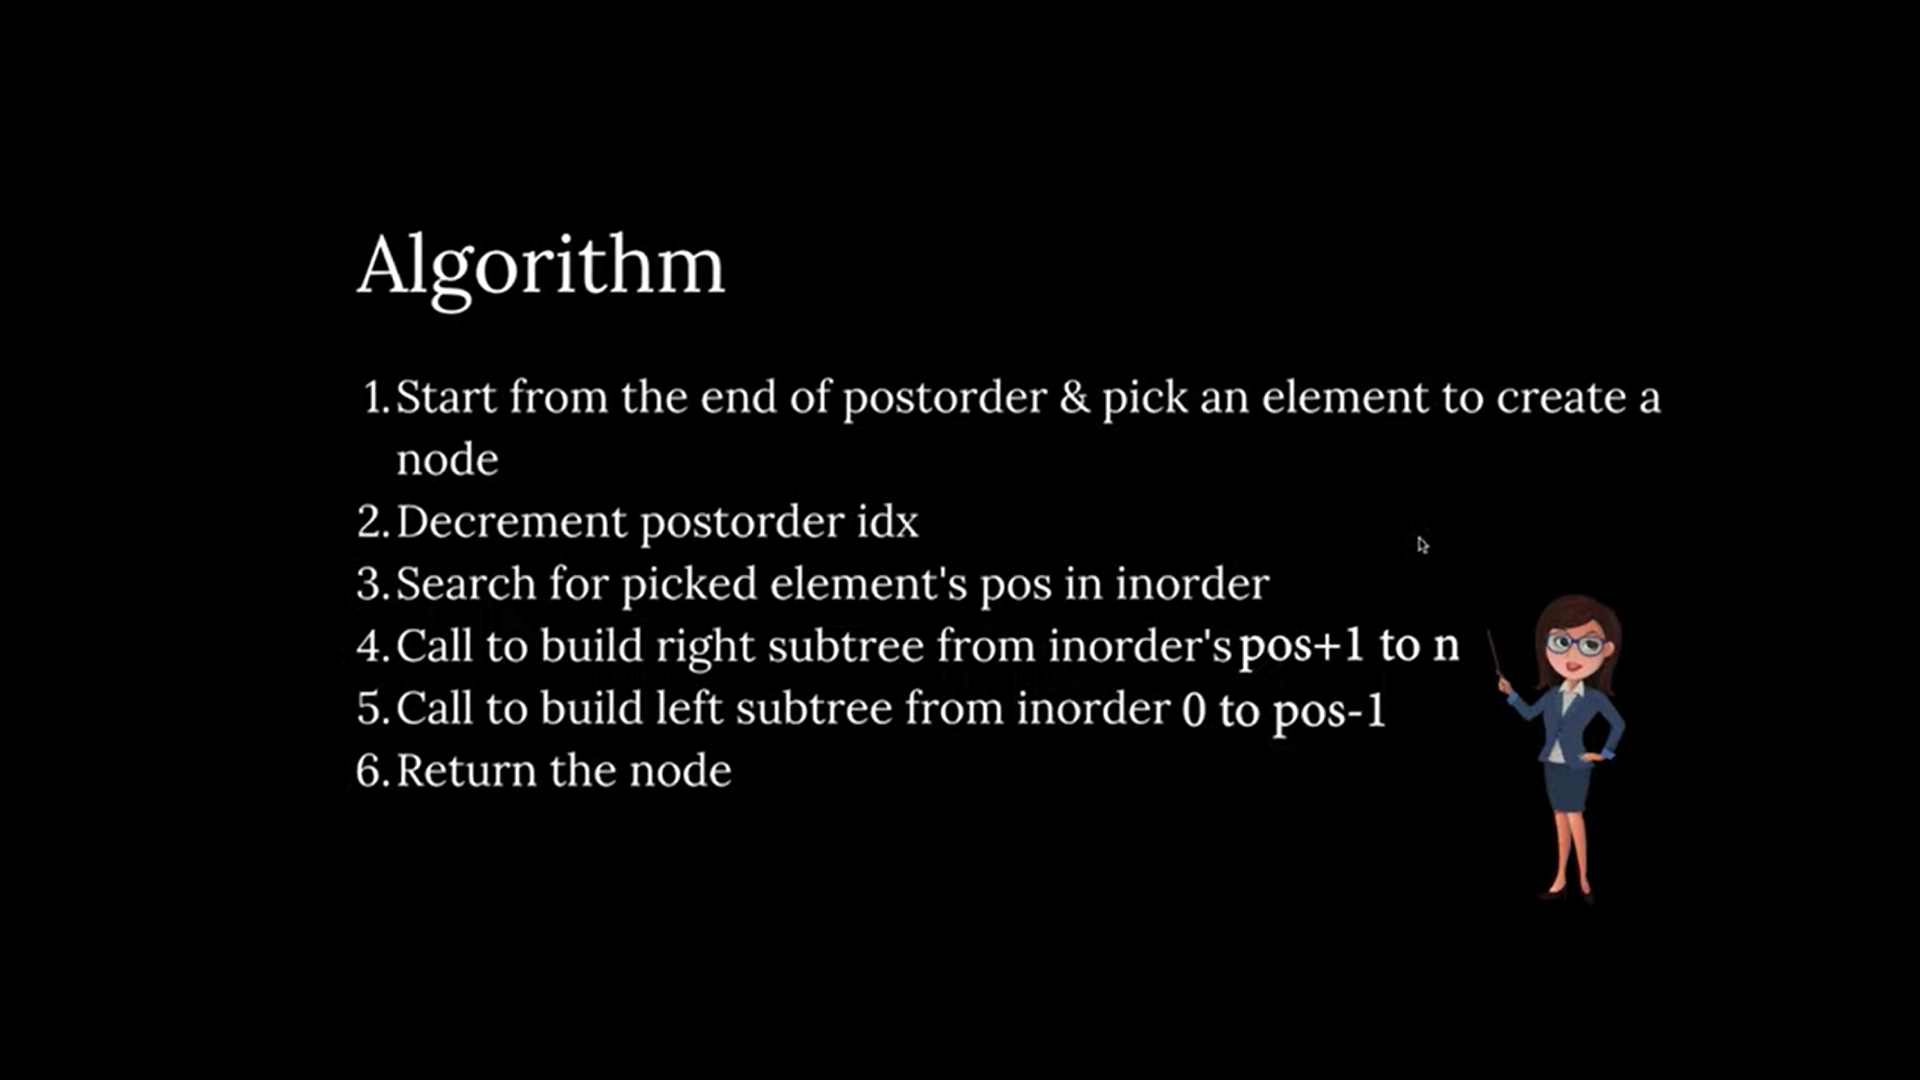 Algorithm
1. Start from the end of postorder & pick an element to create a
node
2. Decrement postorder idx
3. Search for picked element's pos in inorder
4. Call to build right subtree from inorder's pos+1 to n
5. Call to build left subtree from inorder 0 to pos-1
6. Return the node